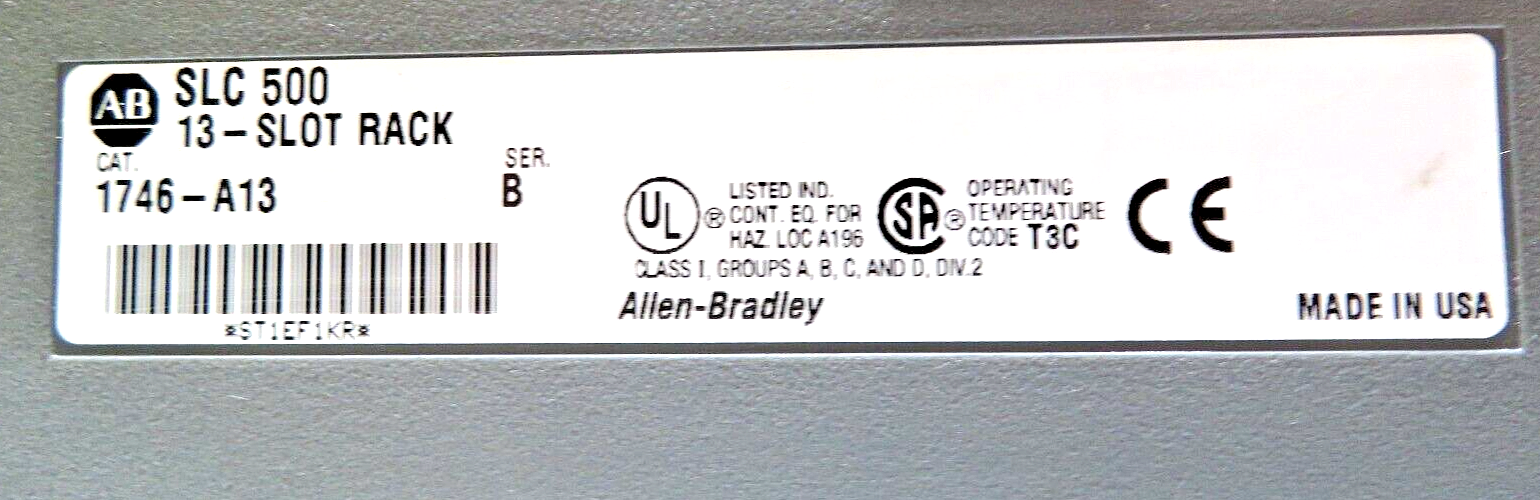 AB
SLC 500
13-SLOT RACK
CAT.
1746-A13
SER.
B
*ST1EF1KR*
UL
®
LISTED IND.
CONT. EQ. FOR
HAZ. LOC A196
SA
®
OPERATING
TEMPERATURE
CODE T3C
CE
CLASS I, GROUPS A, B, C, AND D, DIV.2
Allen-Bradley
MADE IN USA